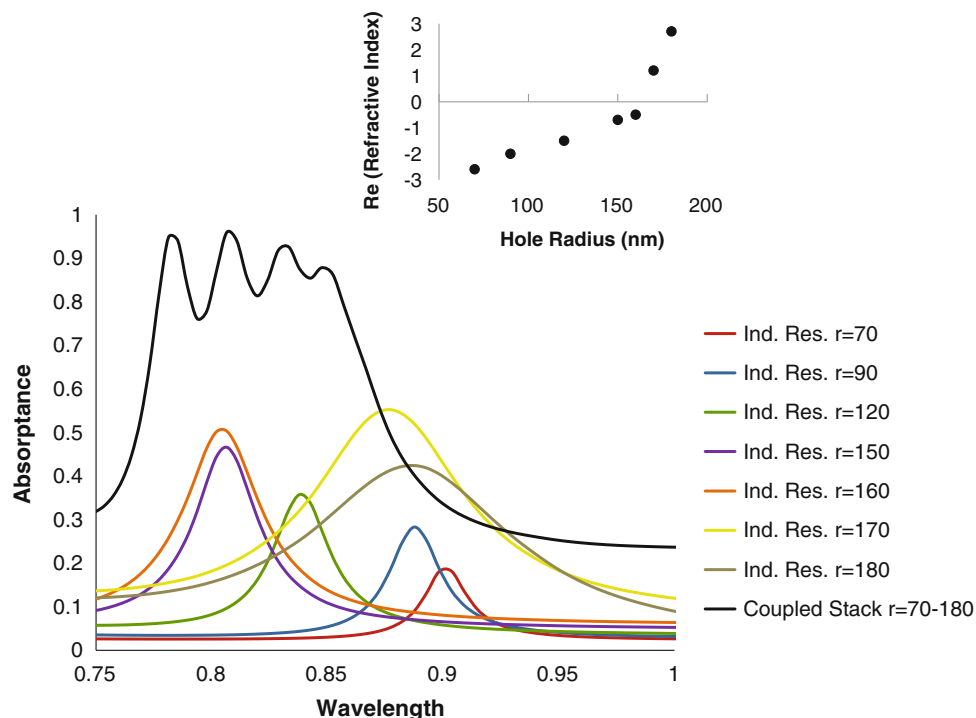 Re (Refractive Index)
3
2
1
0
-1
-2
-3
50
100
150
200
Hole Radius (nm)
Absorptance
1
0.9
0.8
0.7
0.6
0.5
0.4
0.3
0.2
0.1
0
0.75
0.8
0.85
0.9
0.95
1
Wavelength
Ind. Res. r=70
Ind. Res. r=90
Ind. Res. r=120
Ind. Res. r=150
Ind. Res. r=160
Ind. Res. r=170
Ind. Res. r=180
Coupled Stack r=70-180